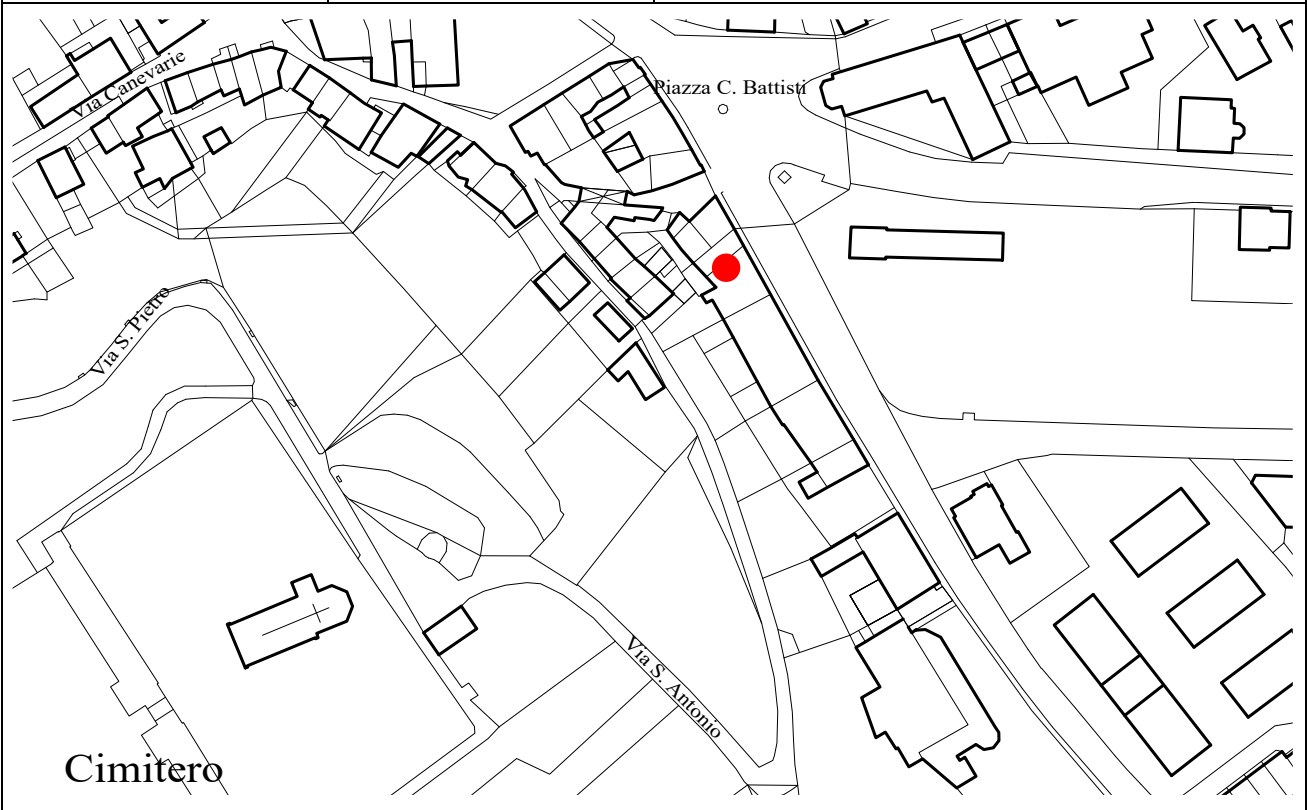 Via Canevarie
Piazza C. Battisti
Via S. Pietro
Via S. Antonio
Cimitero